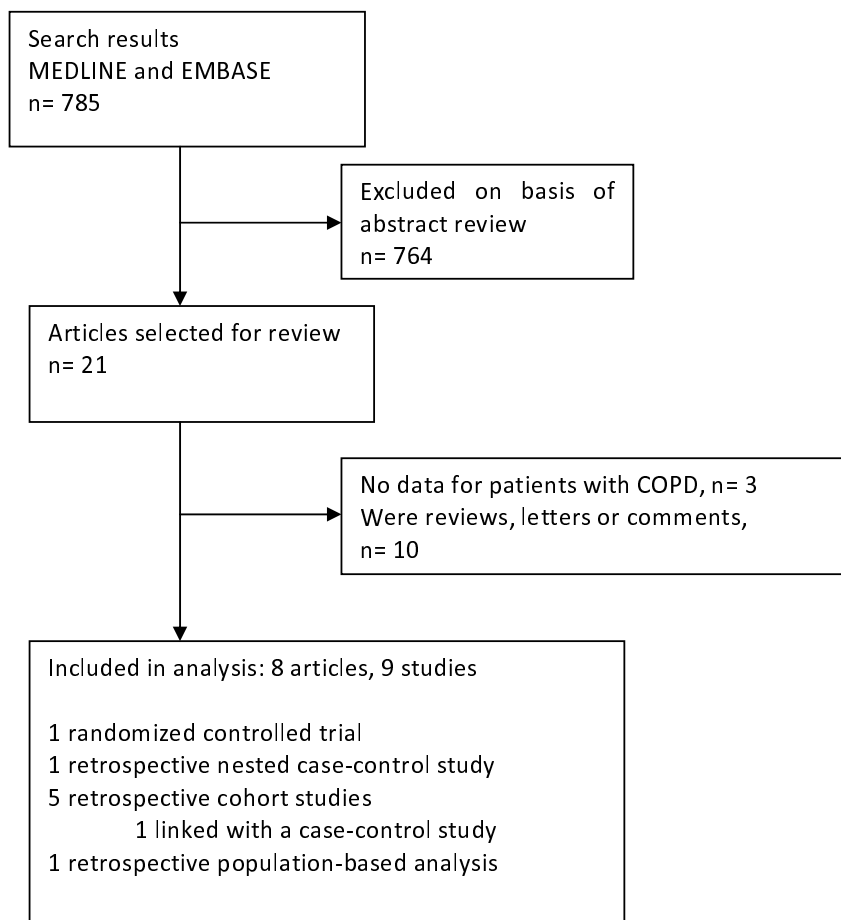 Search results
MEDLINE and EMBASE
n= 785
Excluded on basis of
abstract review
n= 764
Articles selected for review
n= 21
No data for patients with COPD, n= 3
Were reviews, letters or comments,
n= 10
Included in analysis: 8 articles, 9 studies
1 randomized controlled trial
1 retrospective nested case-control study
5 retrospective cohort studies
1 linked with a case-control study
1 retrospective population-based analysis